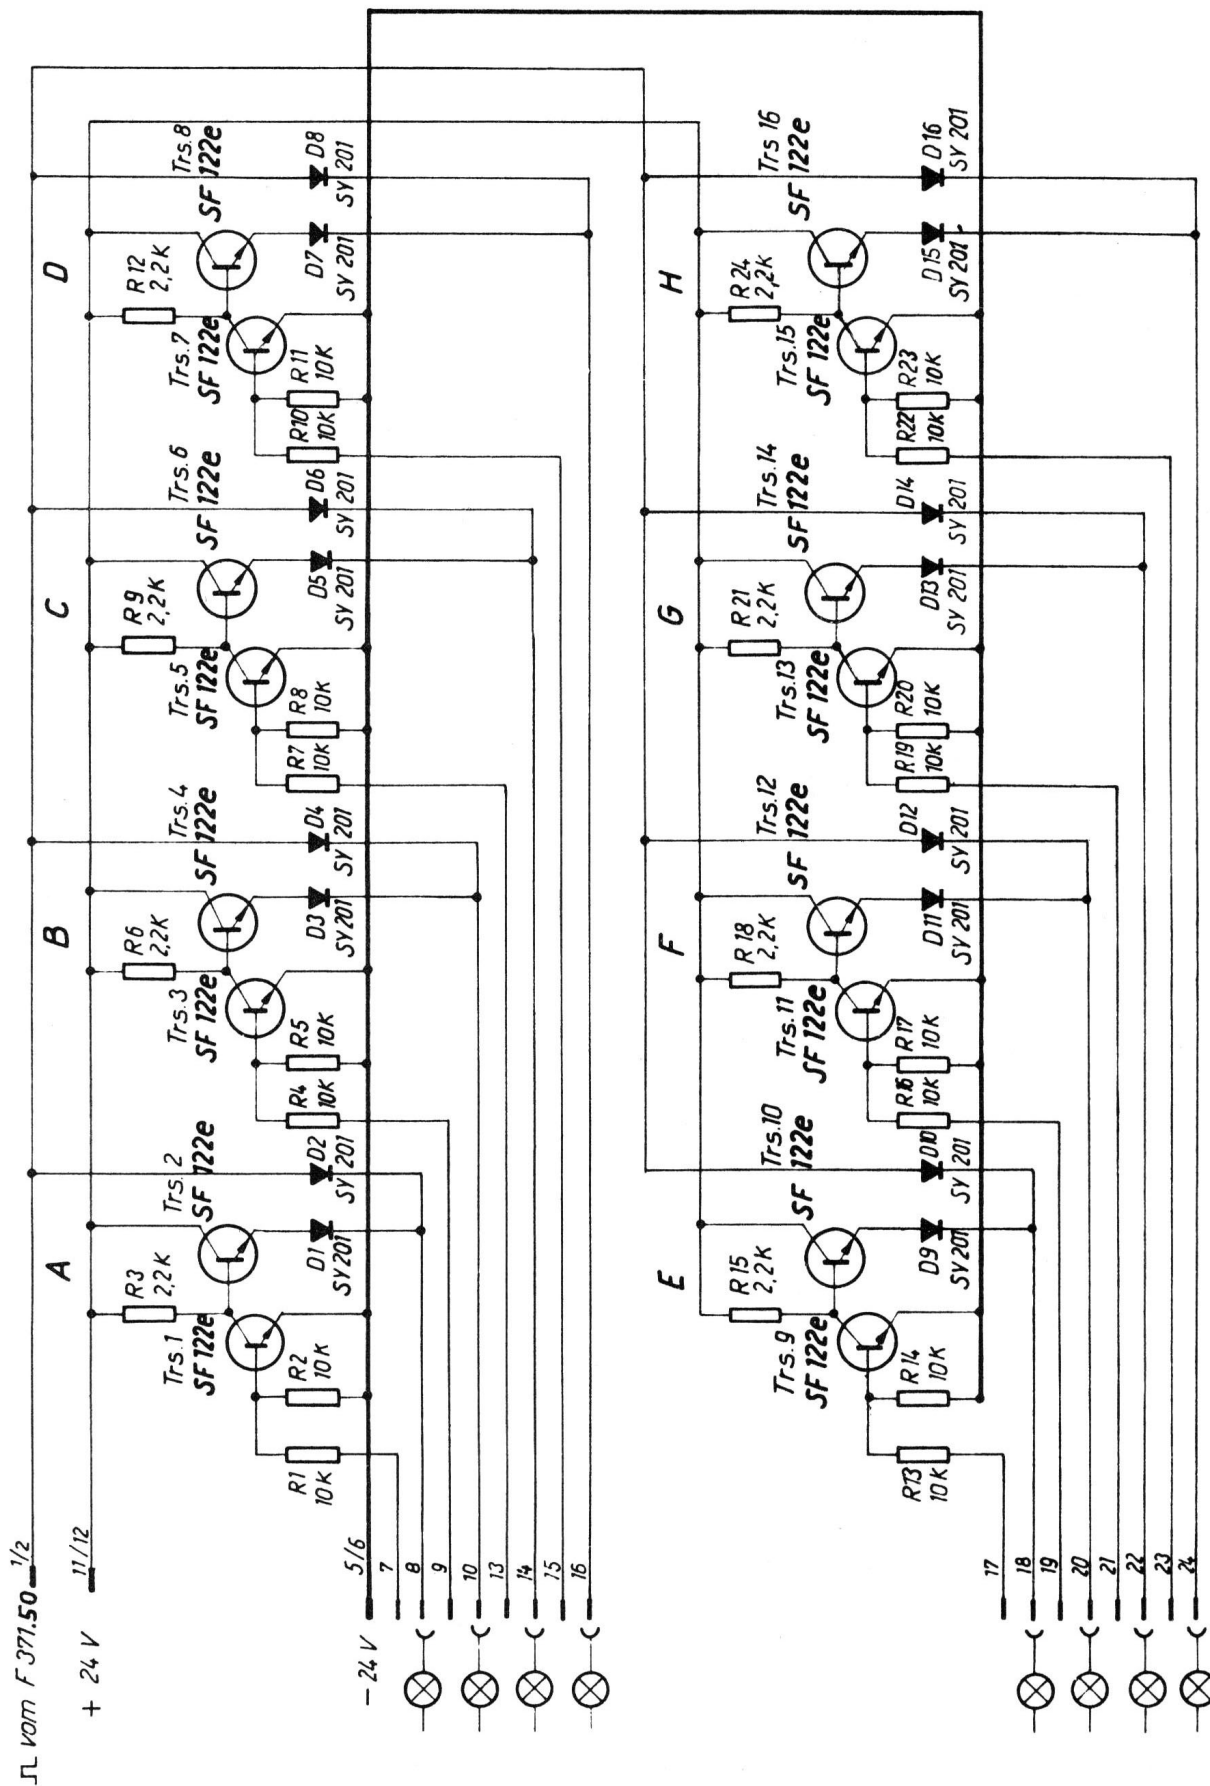 ⎍ vom F 371.50 1/2
+ 24 V 11/12
- 24 V 5/6
7
8
9
10
13
14
15
16
A
R3
2,2K
Trs.1
SF 122e
Trs.2
SF 122e
R1
10K
R2
10K
D1
SY 201
D2
SY 201
B
R6
2,2K
Trs.3
SF 122e
Trs.4
SF 122e
R4
10K
R5
10K
D3
SY 201
D4
SY 201
C
R9
2,2K
Trs.5
SF 122e
Trs.6
SF 122e
R7
10K
R8
10K
D5
SY 201
D6
SY 201
D
R12
2,2K
Trs.7
SF 122e
Trs.8
SF 122e
R10
10K
R11
10K
D7
SY 201
D8
SY 201
E
R15
2,2K
Trs.9
SF 122e
Trs.10
SF 122e
R13
10K
R14
10K
D9
SY 201
D10
SY 201
F
R18
2,2K
Trs.11
SF 122e
Trs.12
SF 122e
R16
10K
R17
10K
D11
SY 201
D12
SY 201
G
R21
2,2K
Trs.13
SF 122e
Trs.14
SF 122e
R19
10K
R20
10K
D13
SY 201
D14
SY 201
H
R24
2,2K
Trs.15
SF 122e
Trs 16
SF 122e
R22
10K
R23
10K
D15
SY 201
D16
SY 201
17
18
19
20
21
22
23
24